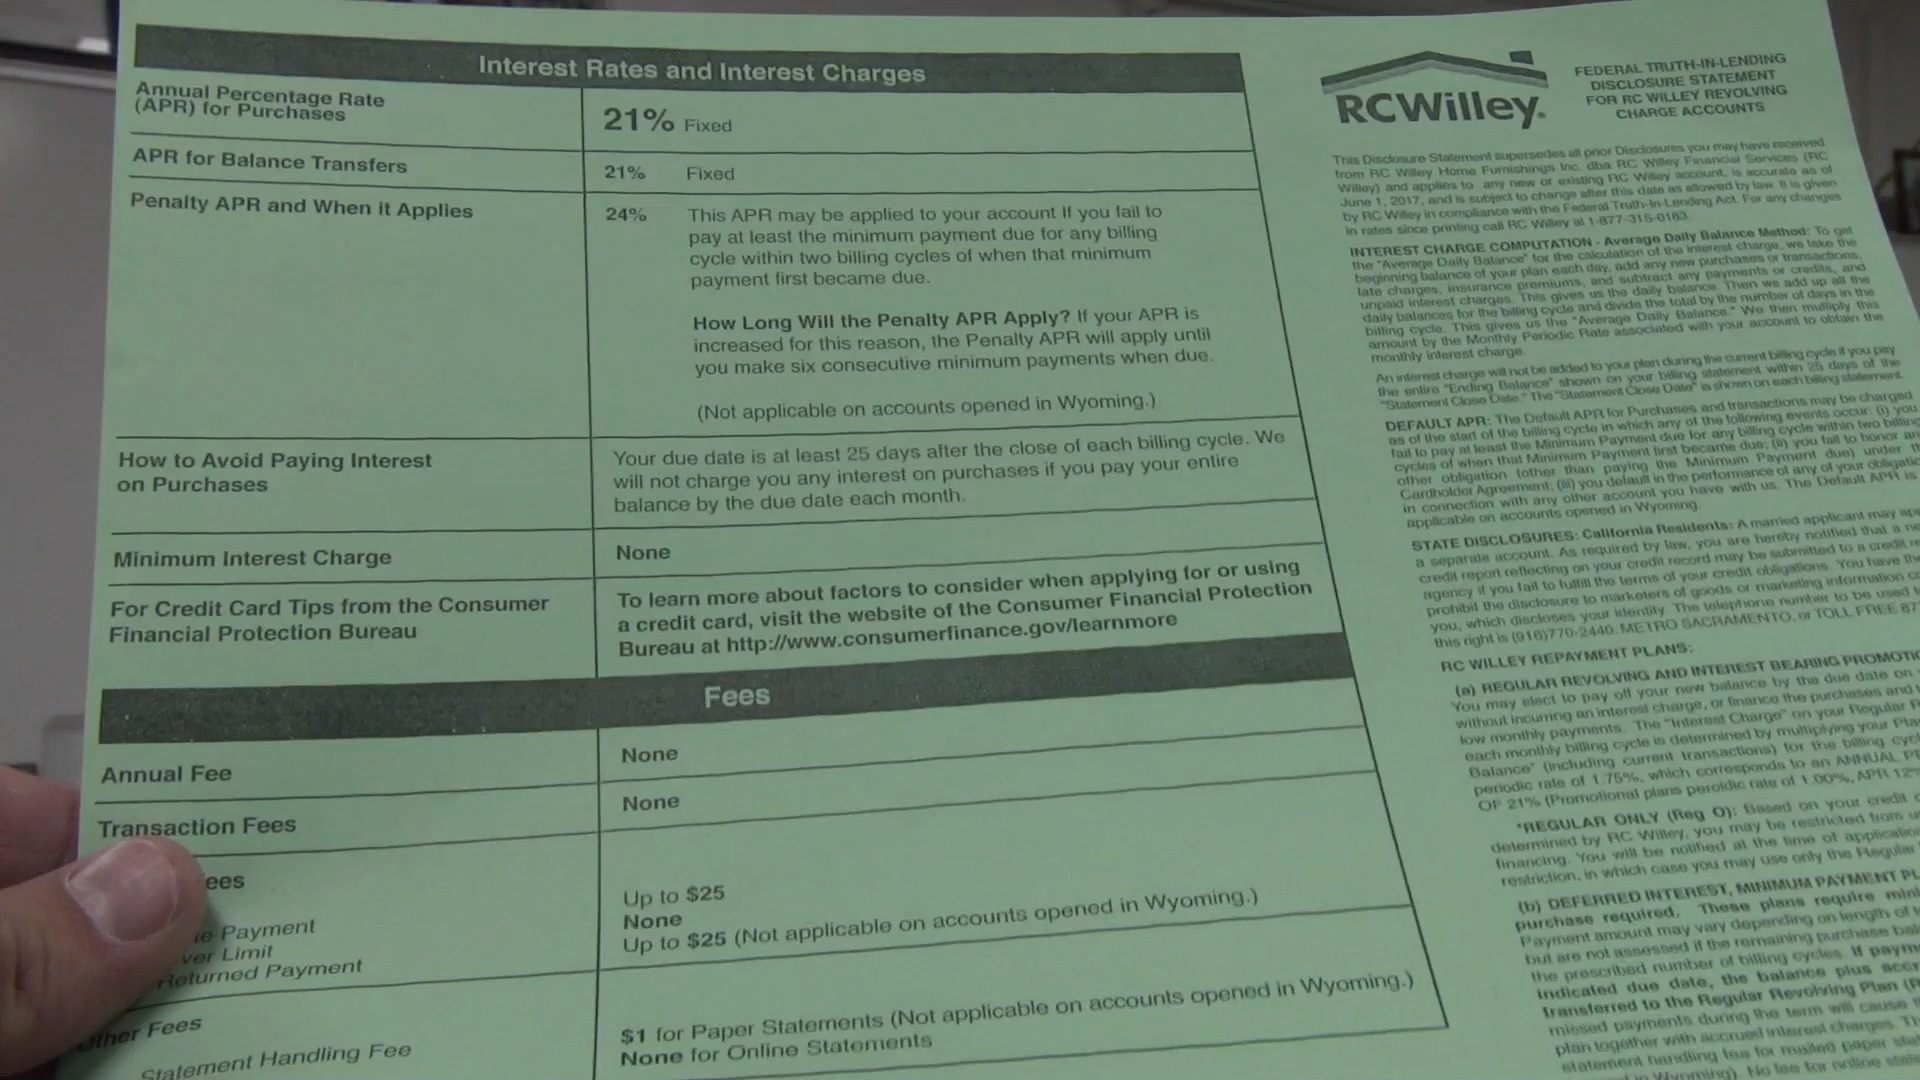 Interest Rates and Interest Charges
Annual Percentage Rate
(APR) for Purchases
21% Fixed
APR for Balance Transfers
21% Fixed
Penalty APR and When it Applies
24% This APR may be applied to your account If you fail to
pay at least the minimum payment due for any billing
cycle within two billing cycles of when that minimum
payment first became due.
How Long Will the Penalty APR Apply? If your APR is
increased for this reason, the Penalty APR will apply until
you make six consecutive minimum payments when due.
(Not applicable on accounts opened in Wyoming.)
How to Avoid Paying Interest
on Purchases
Your due date is at least 25 days after the close of each billing cycle. We
will not charge you any interest on purchases if you pay your entire
balance by the due date each month.
Minimum Interest Charge
None
For Credit Card Tips from the Consumer
Financial Protection Bureau
To learn more about factors to consider when applying for or using
a credit card, visit the website of the Consumer Financial Protection
Bureau at http://www.consumerfinance.gov/learnmore
Fees
Annual Fee
None
Transaction Fees
None
ees
Payment
ver Limit
Returned Payment
Up to $25
None
Up to $25 (Not applicable on accounts opened in Wyoming.)
Other Fees
Statement Handling Fee
$1 for Paper Statements (Not applicable on accounts opened in Wyoming.)
None for Online Statements
RCWilley.
FEDERAL TRUTH-IN-LENDING
DISCLOSURE STATEMENT
FOR RC WILLEY REVOLVING
CHARGE ACCOUNTS
This Disclosure Statement supersedes all prior Disclosures you may have received
from RC Willey Home Furnishings Inc. dba RC Willey Financial Services (RC
Willey) and applies to any new or existing RC Willey account, is accurate as of
June 1, 2017, and is subject to change after this date as allowed by law. It is given
by RC Willey in compliance with the Federal Truth-In-Lending Act. For any changes
in rates since printing call RC Willey at 1-877-315-0183.
INTEREST CHARGE COMPUTATION - Average Daily Balance Method: To get
the "Average Daily Balance" for the calculation of the interest charge, we take the
beginning balance of your plan each day, add any new purchases or transactions,
late charges, insurance premiums, and subtract any payments or credits, and
unpaid interest charges. This gives us the daily balance. Then we add up all the
daily balances for the billing cycle and divide the total by the number of days in the
billing cycle. This gives us the "Average Daily Balance." We then multiply this
amount by the Monthly Periodic Rate associated with your account to obtain the
monthly interest charge.
An interest charge will not be added to your plan during the current billing cycle if you pay
the entire "Ending Balance" shown on your billing statement within 25 days of the
"Statement Close Date." The "Statement Close Date" is shown on each billing statement.
DEFAULT APR: The Default APR for Purchases and transactions may be charged
as of the start of the billing cycle in which any of the following events occur: (i) you
fail to pay at least the Minimum Payment due for any billing cycle within two billing
cycles of when that Minimum Payment first became due; (ii) you fail to honor
other obligation (other than paying the Minimum Payment due) under
Cardholder Agreement; (iii) you default in the performance of any of your
in connection with any other account you have with us. The Default APR is
applicable on accounts opened in Wyoming.
STATE DISCLOSURES: California Residents: A married applicant may
a separate account. As required by law, you are hereby notified that a
credit report reflecting on your credit record may be submitted to a credit
agency if you fail to fulfill the terms of your credit obligations. You have
prohibit the disclosure to marketers of goods or marketing information
you, which discloses your identity. The telephone number to be used
this right is (916)770-2440. METRO SACRAMENTO, or TOLL FREE
RC WILLEY REPAYMENT PLANS:
(a) REGULAR REVOLVING AND INTEREST BEARING
You may elect to pay off your new balance by the due date on
without incurring an interest charge, or finance the purchases and
low monthly payments. The "Interest Charge" on your Regular
each monthly billing cycle is determined by multiplying your
Balance" (including current transactions) for the billing
periodic rate of 1.75%, which corresponds to an ANNUAL
OF 21% (Promotional plans peroidic rate of 1.00%, APR 12%
*REGULAR ONLY (Reg O): Based on your credit
determined by RC Willey, you may be restricted from
financing. You will be notified at the time of application
restriction, in which case you may use only the Regular
(b) DEFERRED INTEREST, MINIMUM PAYMENT
purchase required. These plans require
Payment amount may vary depending on length of
but are not assessed if the remaining purchase
the prescribed number of billing cycles. If
indicated due date, the balance plus
transferred to the Regular Revolving Plan
missed payments during the term will cause
plan together with accrued interest charges.
statement handling fee for mailed paper
in Wyoming). No fee for online